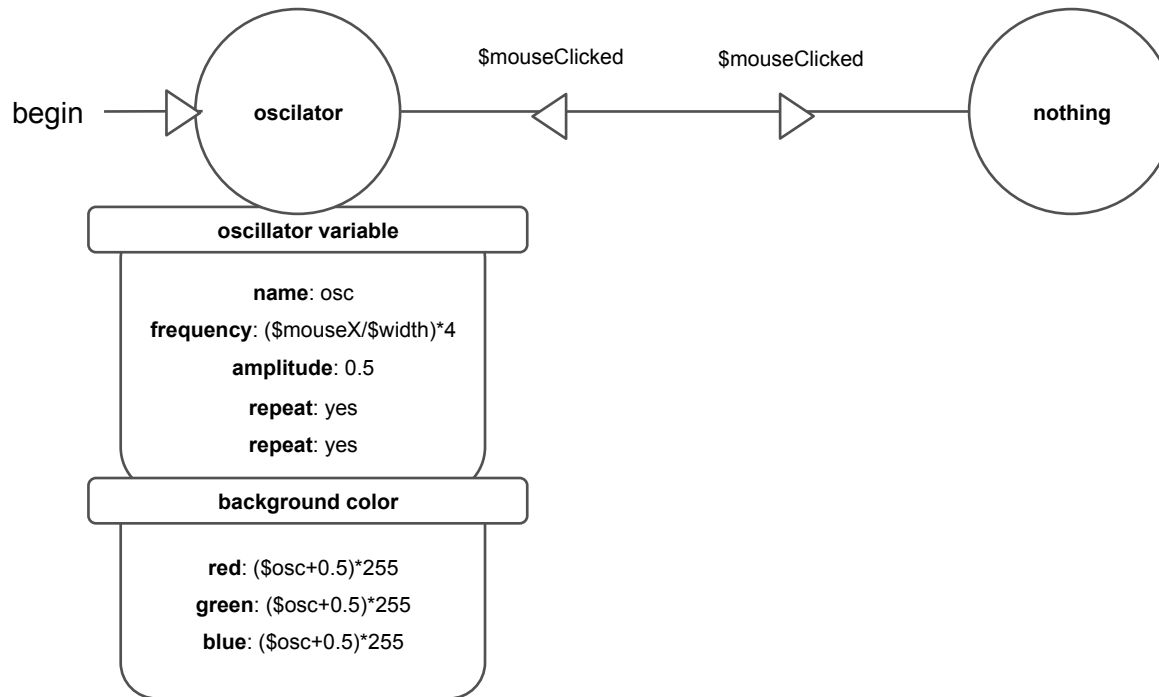 $mouseClicked
$mouseClicked
begin
oscilator
nothing
oscillator variable
name: osc
frequency: ($mouseX/$width)*4
amplitude: 0.5
repeat: yes
repeat: yes
background color
red: ($osc+0.5)*255
green: ($osc+0.5)*255
blue: ($osc+0.5)*255